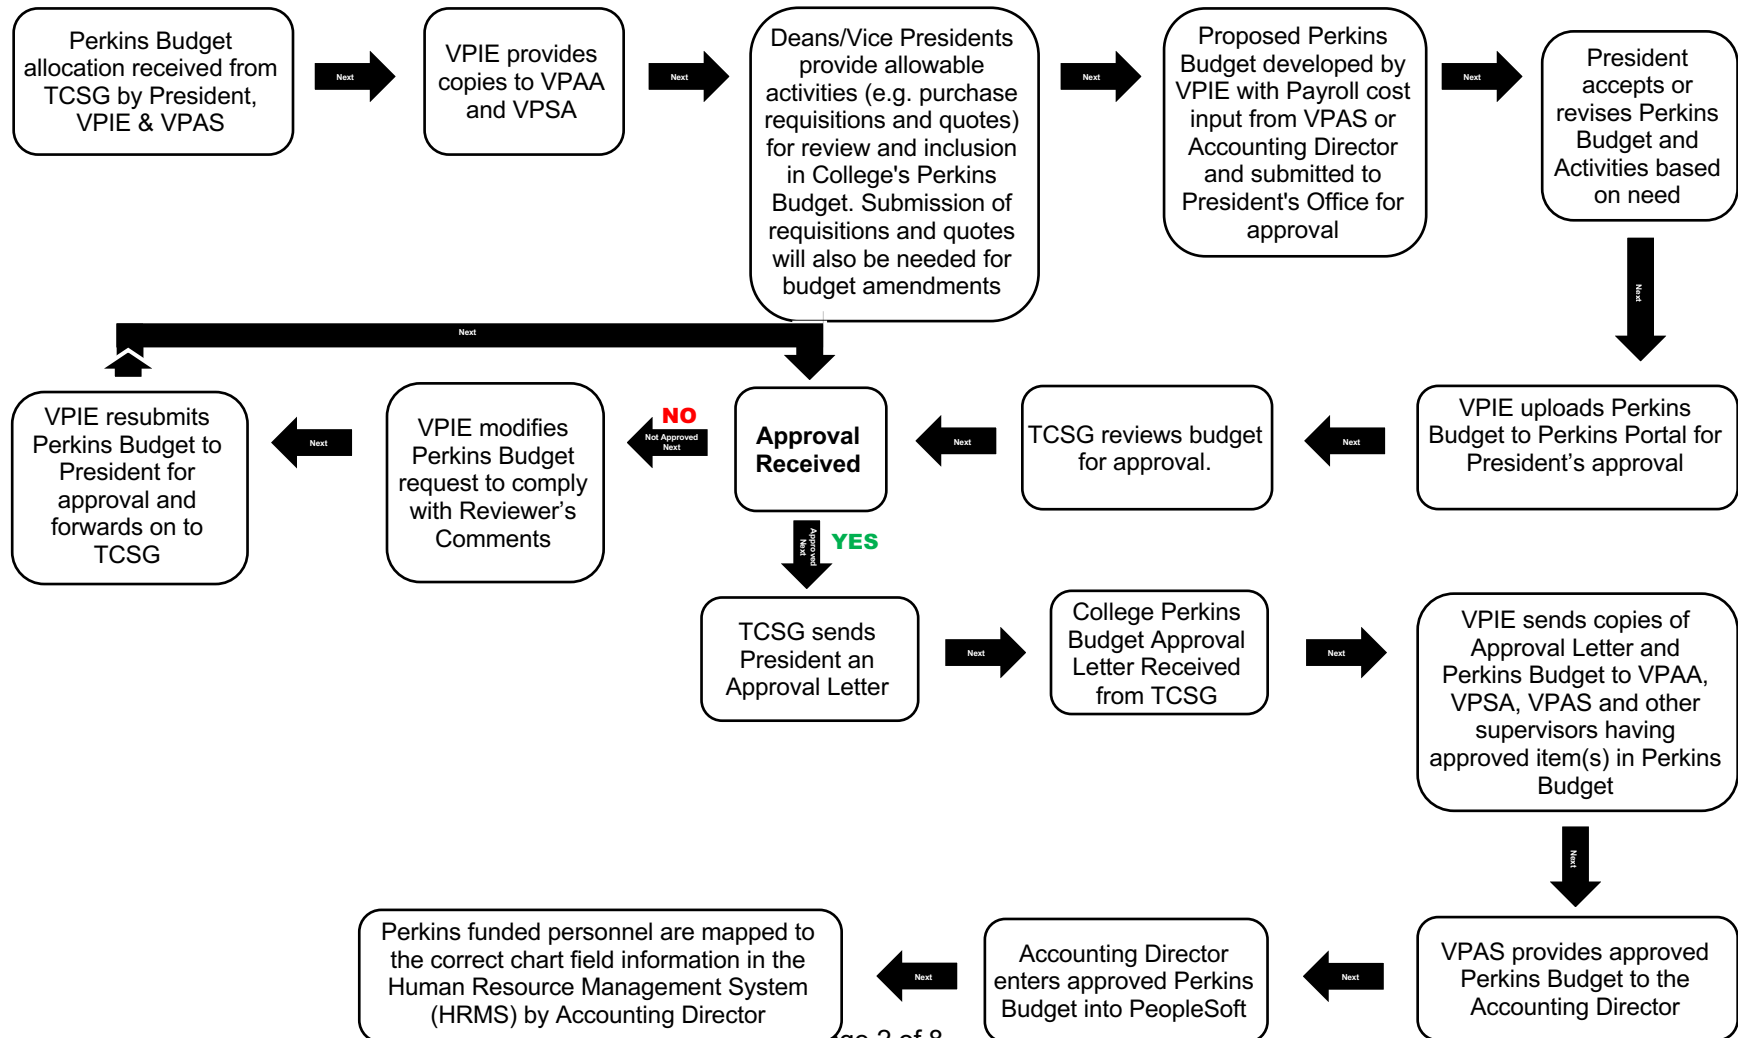 Perkins Budget
allocation received from
TCSG by President,
VPIE & VPAS
Next
VPIE provides
copies to VPAA
and VPSA
Next
Deans/Vice Presidents
provide allowable
activities (e.g. purchase
requisitions and quotes)
for review and inclusion
in College's Perkins
Budget. Submission of
requisitions and quotes
will also be needed for
budget amendments
Next
Proposed Perkins
Budget developed by
VPIE with Payroll cost
input from VPAS or
Accounting Director
and submitted to
President's Office for
approval
Next
President
accepts or
revises Perkins
Budget and
Activities based
on need
Next
VPIE uploads Perkins
Budget to Perkins Portal for
President’s approval
Next
TCSG reviews budget
for approval.
Next
Approval
Received
NO
Not Approved
Next
VPIE modifies
Perkins Budget
request to comply
with Reviewer’s
Comments
Next
VPIE resubmits
Perkins Budget to
President for
approval and
forwards on to
TCSG
Next
Approved
Next
YES
TCSG sends
President an
Approval Letter
Next
College Perkins
Budget Approval
Letter Received
from TCSG
Next
VPIE sends copies of
Approval Letter and
Perkins Budget to VPAA,
VPSA, VPAS and other
supervisors having
approved item(s) in Perkins
Budget
Next
VPAS provides approved
Perkins Budget to the
Accounting Director
Next
Accounting Director
enters approved Perkins
Budget into PeopleSoft
Next
Perkins funded personnel are mapped to
the correct chart field information in the
Human Resource Management System
(HRMS) by Accounting Director
2 of 8